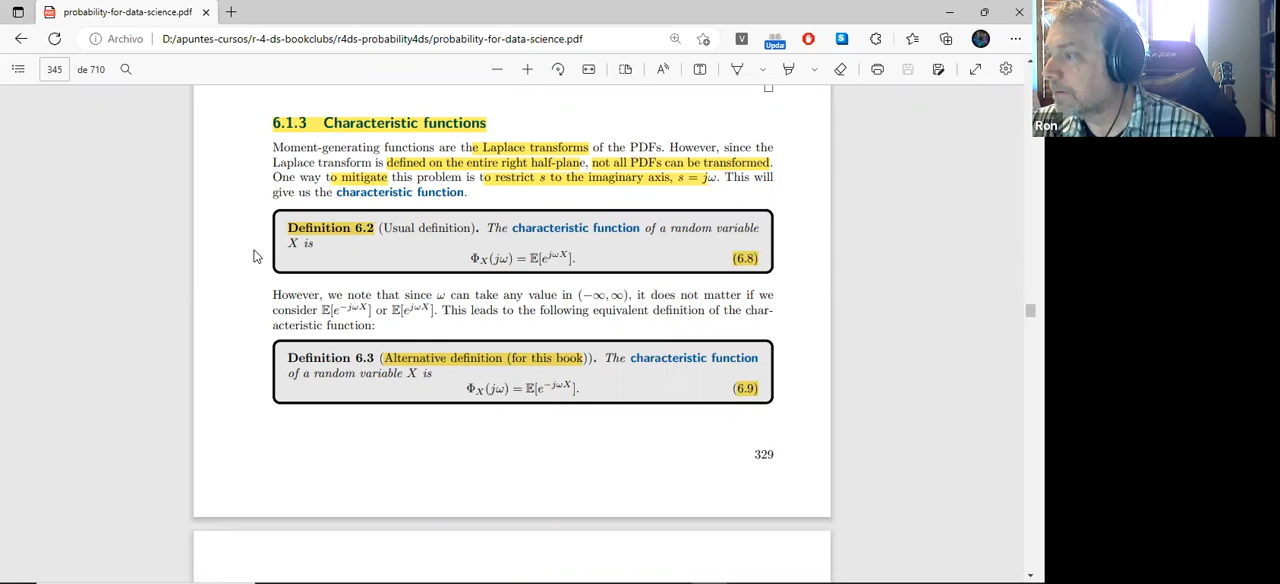 probability-for-data-science.pdf
Archivo D:/apuntes-cursos/r-4-ds-bookclubs/r4ds-probability4ds/probability-for-data-science.pdf
V
Upda
S
345 de 710
Ron
6.1.3 Characteristic functions
Moment-generating functions are the Laplace transforms of the PDFs. However, since the
Laplace transform is defined on the entire right half-plane, not all PDFs can be transformed.
One way to mitigate this problem is to restrict s to the imaginary axis, s = jω. This will
give us the characteristic function.
Definition 6.2 (Usual definition). The characteristic function of a random variable
X is
Φ_X(jω) = 𝔼[e^{jωX}]. (6.8)
However, we note that since ω can take any value in (−∞, ∞), it does not matter if we
consider 𝔼[e^{−jωX}] or 𝔼[e^{jωX}]. This leads to the following equivalent definition of the char-
acteristic function:
Definition 6.3 (Alternative definition (for this book)). The characteristic function
of a random variable X is
Φ_X(jω) = 𝔼[e^{−jωX}]. (6.9)
329